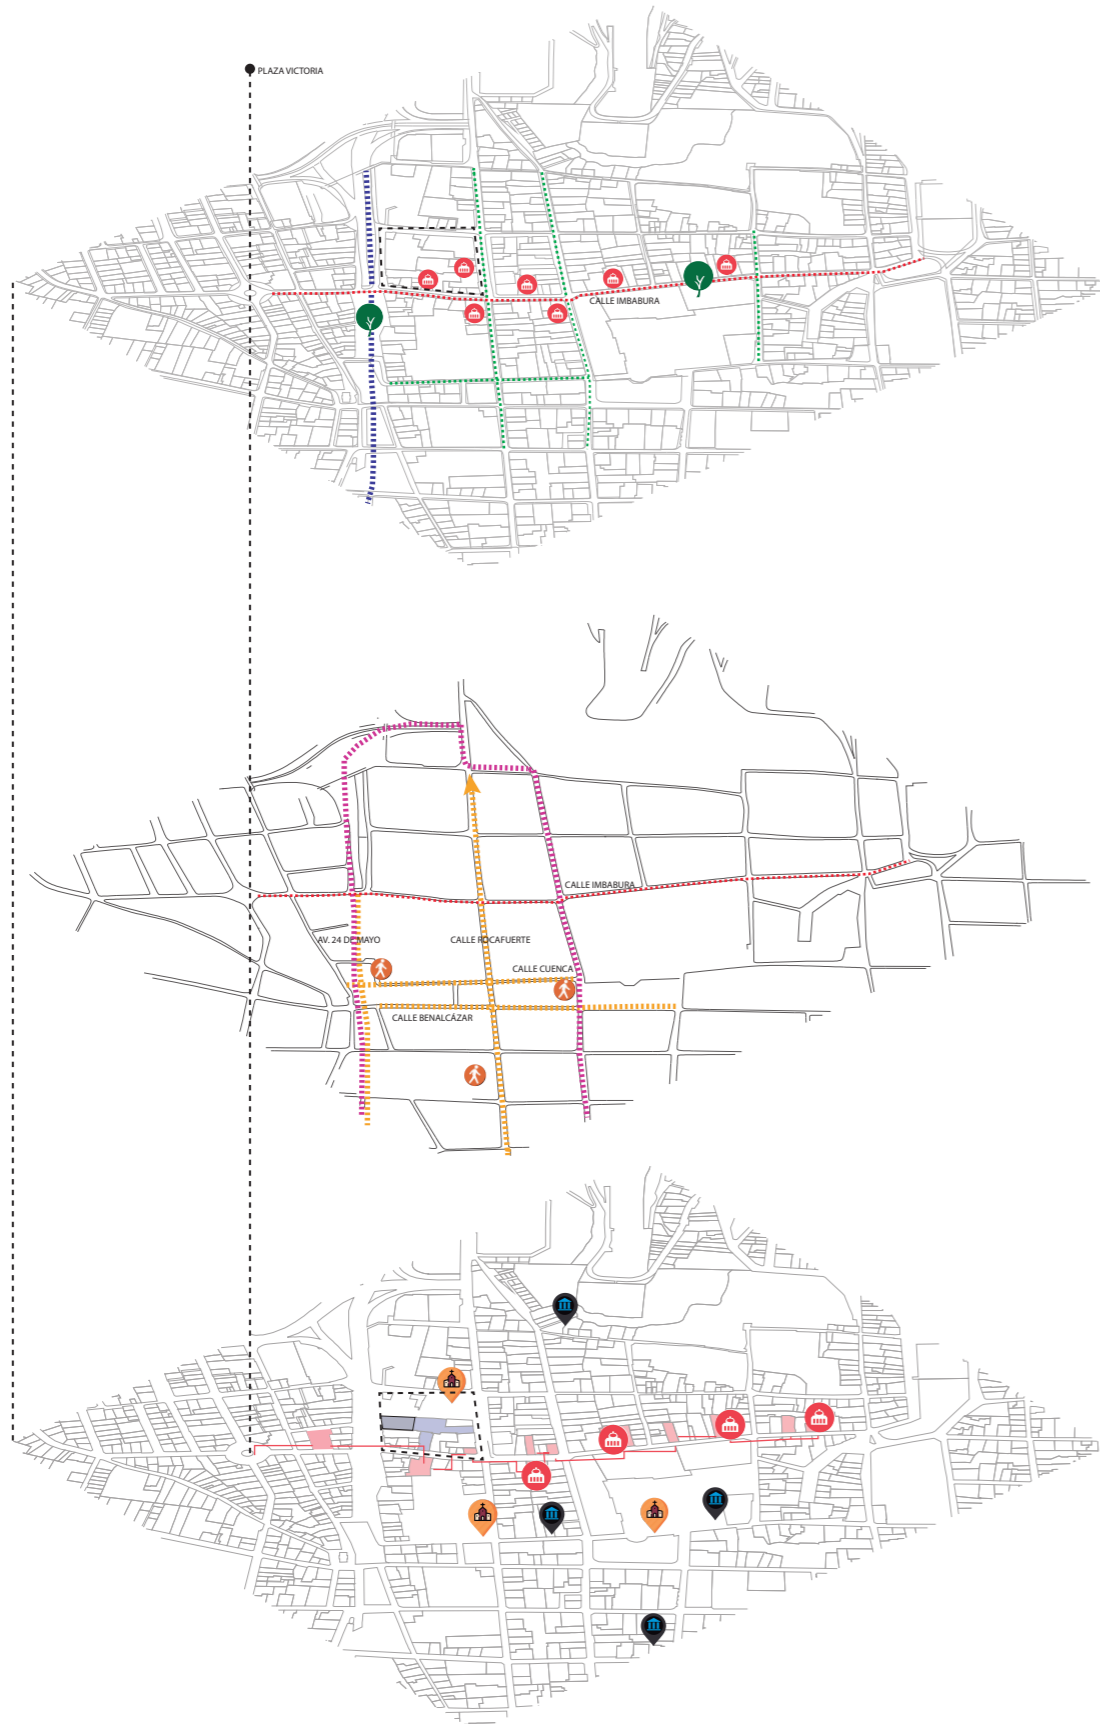 PLAZA VICTORIA
CALLE IMBABURA
CALLE IMBABURA
AV. 24 DE MAYO
CALLE ROCAFUERTE
CALLE CUENCA
CALLE BENALCÁZAR